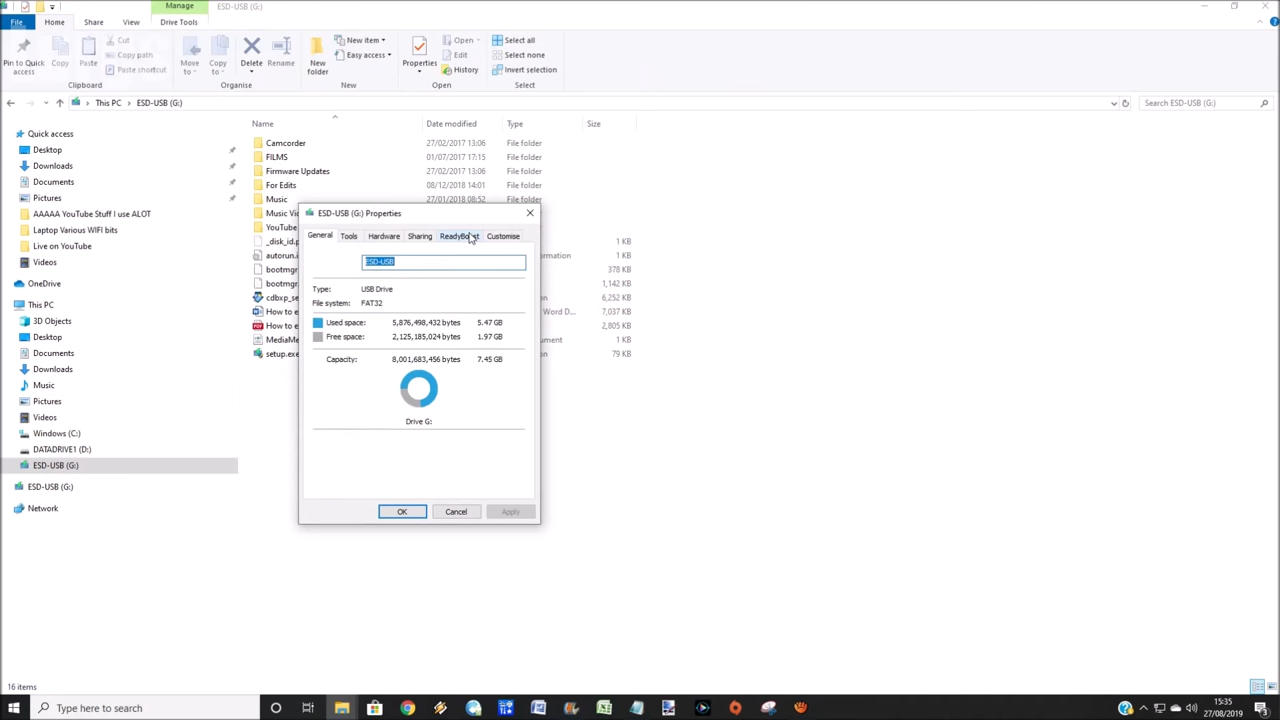 Manage
ESD-USB (G:)
File
Home
Share
View
Drive Tools
Pin to Quick access
Copy
Paste
Cut
Copy path
Paste shortcut
Move to
Copy to
Delete
Rename
New folder
New item
Easy access
Properties
Open
Edit
History
Select all
Select none
Invert selection
Clipboard
Organise
New
Open
Select
This PC
ESD-USB (G:)
Search ESD-USB (G:)
Name Date modified Type Size
Quick access
Desktop
Downloads
Documents
Pictures
AAAAA YouTube Stuff I use ALOT
Laptop Various WIFI bits
Live on YouTube
Videos
OneDrive
This PC
3D Objects
Desktop
Downloads
Documents
Music
Pictures
Videos
Windows (C:)
DATADRIVE1 (D:)
ESD-USB (G:)
ESD-USB (G:)
Network
Camcorder 27/02/2017 13:06 File folder
FILMS 01/07/2017 17:15 File folder
Firmware Updates 27/02/2017 13:06 File folder
For Edits 08/12/2018 14:01 File folder
Music 27/01/2018 08:52 File folder
Music Vi
YouTube
_disk_id.p 1 KB
autorun.i ormation 1 KB
bootmgr 378 KB
bootmgr 1,142 KB
cdbxp_se
How to e Word D... 7,037 KB
How to e 2,805 KB
MediaMe ument 1 KB
setup.exe 79 KB
ESD-USB (G:) Properties
General Tools Hardware Sharing ReadyBoost Customise
ESD-USB
Type: USB Drive
File system: FAT32
Used space: 5,876,498,432 bytes 5.47 GB
Free space: 2,125,185,024 bytes 1.97 GB
Capacity: 8,001,683,456 bytes 7.45 GB
Drive G:
OK
Cancel
Apply
16 items
Type here to search
15:35
27/08/2019